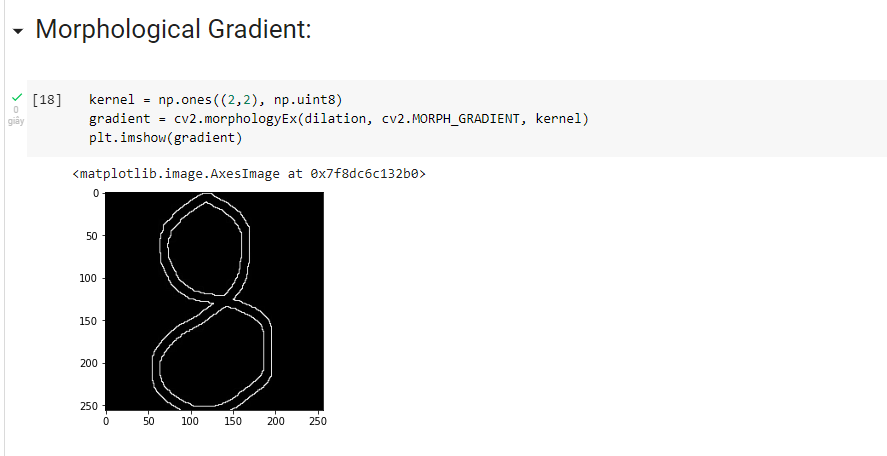 Morphological Gradient:
[18] kernel = np.ones((2,2), np.uint8)
0
giây
gradient = cv2.morphologyEx(dilation, cv2.MORPH_GRADIENT, kernel)
plt.imshow(gradient)
<matplotlib.image.AxesImage at 0x7f8dc6c132b0>
0
50
100
150
200
250
0 50 100 150 200 250